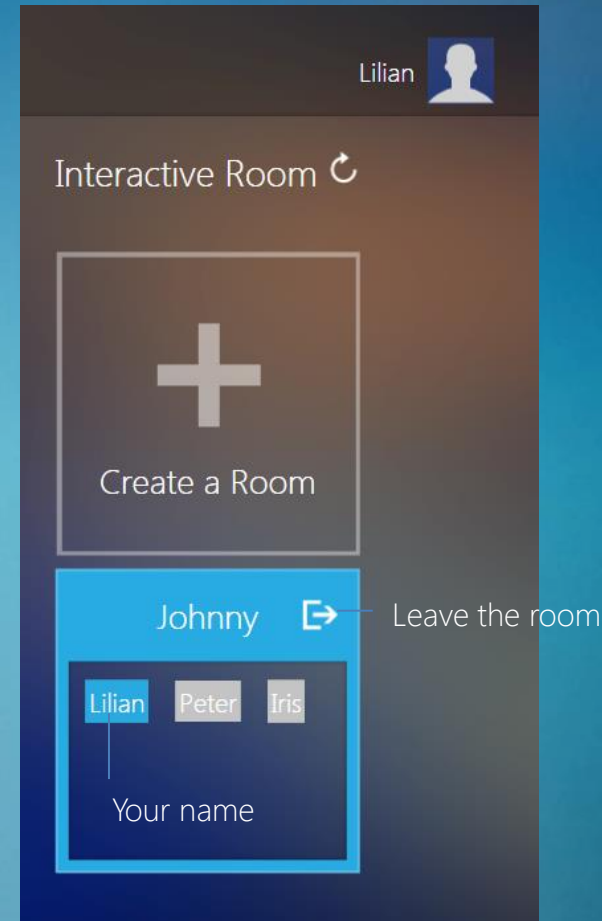 Lilian
Interactive Room
Create a Room
Johnny
Leave the room
Lilian Peter Iris
Your name